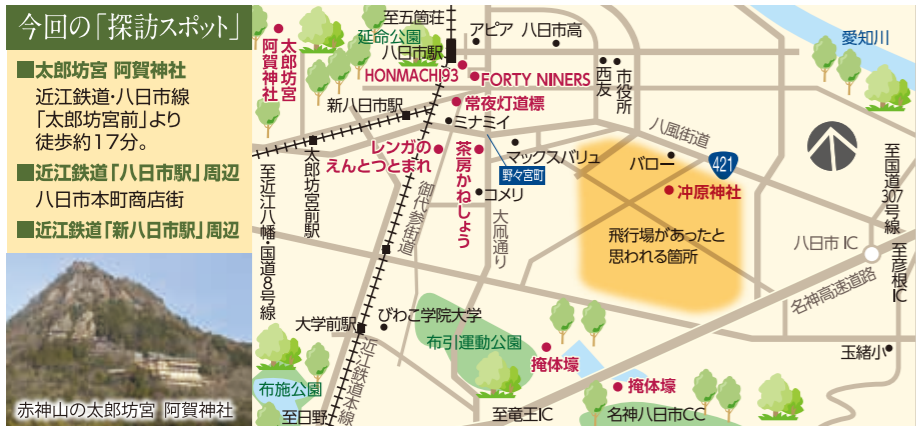 今回の「探訪スポット」
■太郎坊宮 阿賀神社
近江鉄道・八日市線
「太郎坊宮前」より
徒歩約17分。
■近江鉄道「八日市駅」周辺
八日市本町商店街
■近江鉄道「新八日市駅」周辺
赤神山の太郎坊宮 阿賀神社
至五箇荘
延命公園
八日市駅
アピア
八日市高
愛知川
太郎坊宮
阿賀神社
HONMACHI93
FORTY NINERS
西友
市役所
常夜灯道標
新八日市駅
ミナミイ
八風街道
レンガの
えんとつとまれ
茶房かねしょう
マックスバリュ
野々宮町
バロー
421
沖原神社
コメリ
太郎坊宮前駅
御代参街道
大凧通り
至近江八幡・国道8号線
飛行場があったと
思われる箇所
至国道307号線
八日市IC
至彦根IC
名神高速道路
大学前駅
びわこ学院大学
布引運動公園
掩体壕
玉緒小
近江鉄道本線
布施公園
掩体壕
至日野
至竜王IC
名神八日市CC